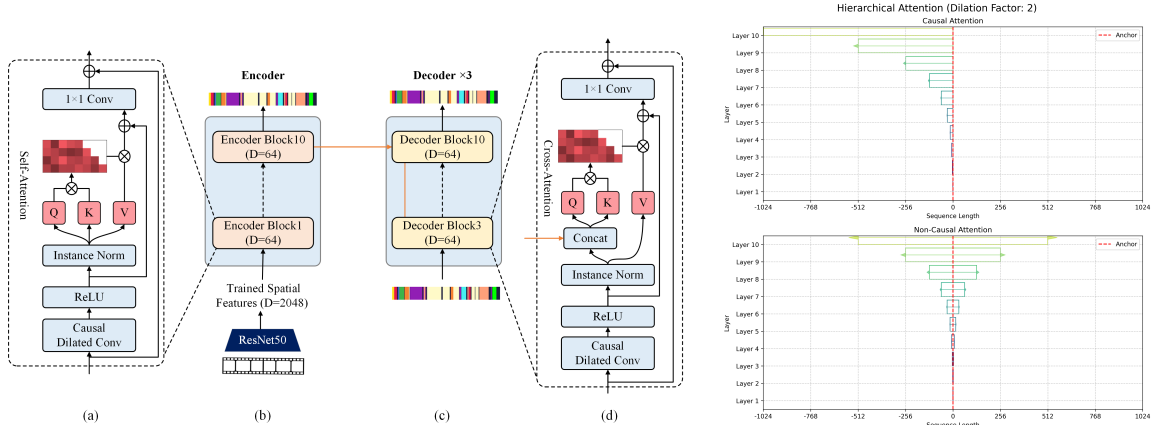 Self-Attention
1×1 Conv
Q
K
V
Instance Norm
ReLU
Causal
Dilated Conv
(a)
Encoder
Encoder Block10
(D=64)
Encoder Block1
(D=64)
Trained Spatial
Features (D=2048)
ResNet50
(b)
Decoder ×3
Decoder Block10
(D=64)
Decoder Block3
(D=64)
(c)
Cross-Attention
1×1 Conv
Q
K
V
Concat
Instance Norm
ReLU
Causal
Dilated Conv
(d)
Hierarchical Attention (Dilation Factor: 2)
Causal Attention
Anchor
Layer
Layer 10
Layer 9
Layer 8
Layer 7
Layer 6
Layer 5
Layer 4
Layer 3
Layer 2
Layer 1
-1024 -768 -512 -256 0 256 512 768 1024
Sequence Length
Non-Causal Attention
Anchor
Layer
Layer 10
Layer 9
Layer 8
Layer 7
Layer 6
Layer 5
Layer 4
Layer 3
Layer 2
Layer 1
-1024 -768 -512 -256 0 256 512 768 1024
Sequence Length